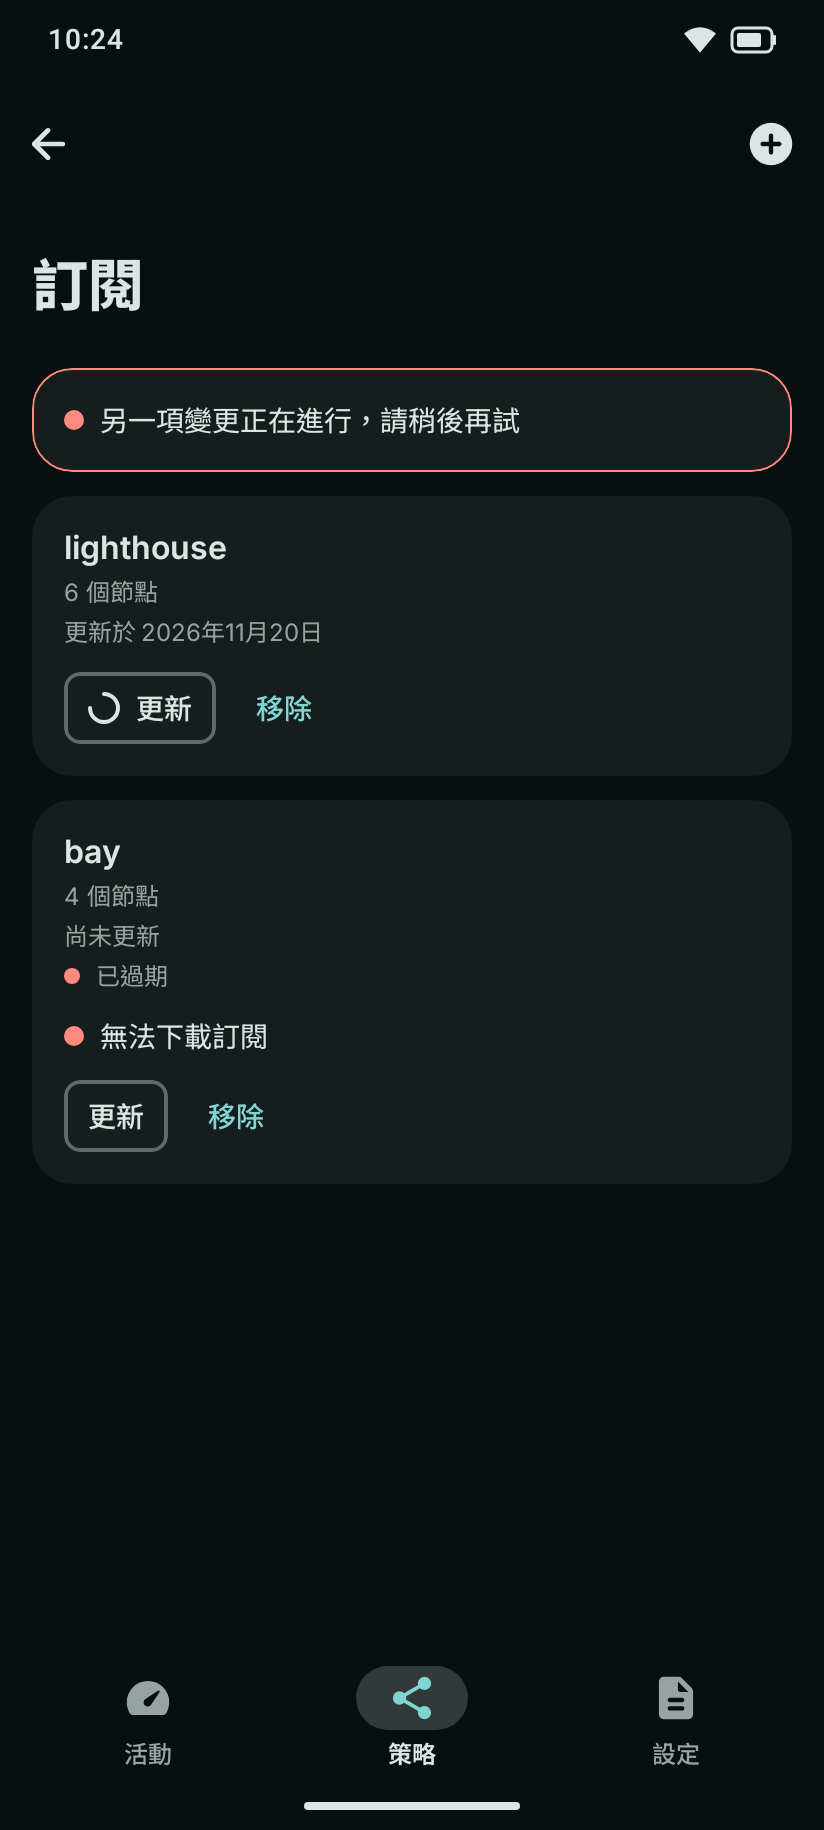 10:24
訂閱
另一項變更正在進行，請稍後再試
lighthouse
6 個節點
更新於 2026年11月20日
更新
移除
bay
4 個節點
尚未更新
已過期
無法下載訂閱
更新
移除
活動
策略
設定